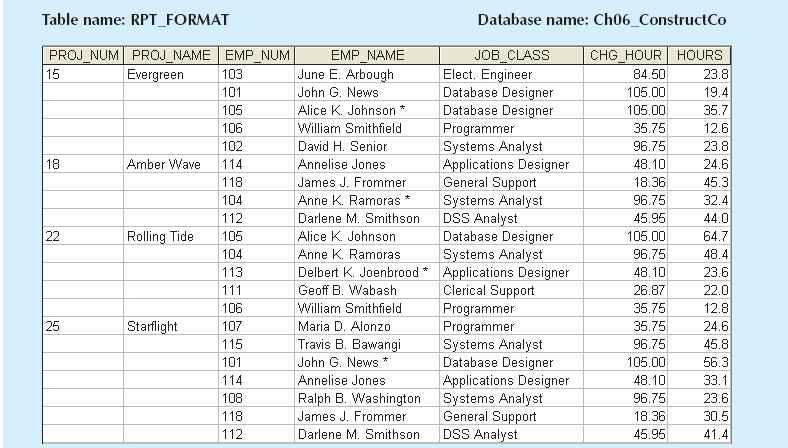 Table name: RPT_FORMAT Database name: Ch06_ConstructCo
PROJ_NUM PROJ_NAME EMP_NUM EMP_NAME JOB_CLASS CHG_HOUR HOURS
15 Evergreen 103 June E. Arbough Elect. Engineer 84.50 23.8
101 John G. News Database Designer 105.00 19.4
105 Alice K. Johnson * Database Designer 105.00 35.7
106 William Smithfield Programmer 35.75 12.6
102 David H. Senior Systems Analyst 96.75 23.8
18 Amber Wave 114 Annelise Jones Applications Designer 48.10 24.6
118 James J. Frommer General Support 18.36 45.3
104 Anne K. Ramoras * Systems Analyst 96.75 32.4
112 Darlene M. Smithson DSS Analyst 45.95 44.0
22 Rolling Tide 105 Alice K. Johnson Database Designer 105.00 64.7
104 Anne K. Ramoras Systems Analyst 96.75 48.4
113 Delbert K. Joenbrood * Applications Designer 48.10 23.6
111 Geoff B. Wabash Clerical Support 26.87 22.0
106 William Smithfield Programmer 35.75 12.8
25 Starflight 107 Maria D. Alonzo Programmer 35.75 24.6
115 Travis B. Bawangi Systems Analyst 96.75 45.8
101 John G. News * Database Designer 105.00 56.3
114 Annelise Jones Applications Designer 48.10 33.1
108 Ralph B. Washington Systems Analyst 96.75 23.6
118 James J. Frommer General Support 18.36 30.5
112 Darlene M. Smithson DSS Analyst 45.95 41.4